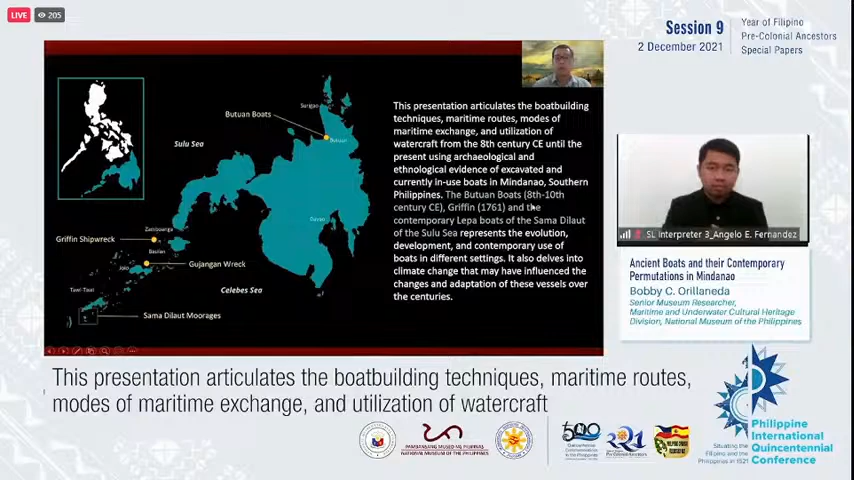 LIVE
205
Session 9
2 December 2021
Year of Filipino
Pre-Colonial Ancestors
Special Papers
Butuan Boats
Surigao
Butuan
Sulu Sea
Davao
Zamboanga
Griffin Shipwreck
Basilan
Gujangan Wreck
Jolo
Celebes Sea
Tawi-Tawi
Sama Dilaut Moorages
This presentation articulates the boatbuilding
techniques, maritime routes, modes of
maritime exchange, and utilization of
watercraft from the 8th century CE until the
present using archaeological and
ethnological evidence of excavated and
currently in-use boats in Mindanao, Southern
Philippines. The Butuan Boats (8th-10th
century CE), Griffin (1761) and the
contemporary Lepa boats of the Sama Dilaut
of the Sulu Sea represents the evolution,
development, and contemporary use of
boats in different settings. It also delves into
climate change that may have influenced the
changes and adaptation of these vessels over
the centuries.
SL Interpreter 3_Angelo E. Fernandez
Ancient Boats and their Contemporary
Permutations in Mindanao
Bobby C. Orillaneda
Senior Museum Researcher,
Maritime and Underwater Cultural Heritage
Division, National Museum of the Philippines
This presentation articulates the boatbuilding techniques, maritime routes,
modes of maritime exchange, and utilization of watercraft
PAMBANSANG MUSEO NG PILIPINAS
NATIONAL MUSEUM OF THE PHILIPPINES
500
Philippine
International
Quincentennial
Conference
Situating the
Filipino and the
Philippines in 1521